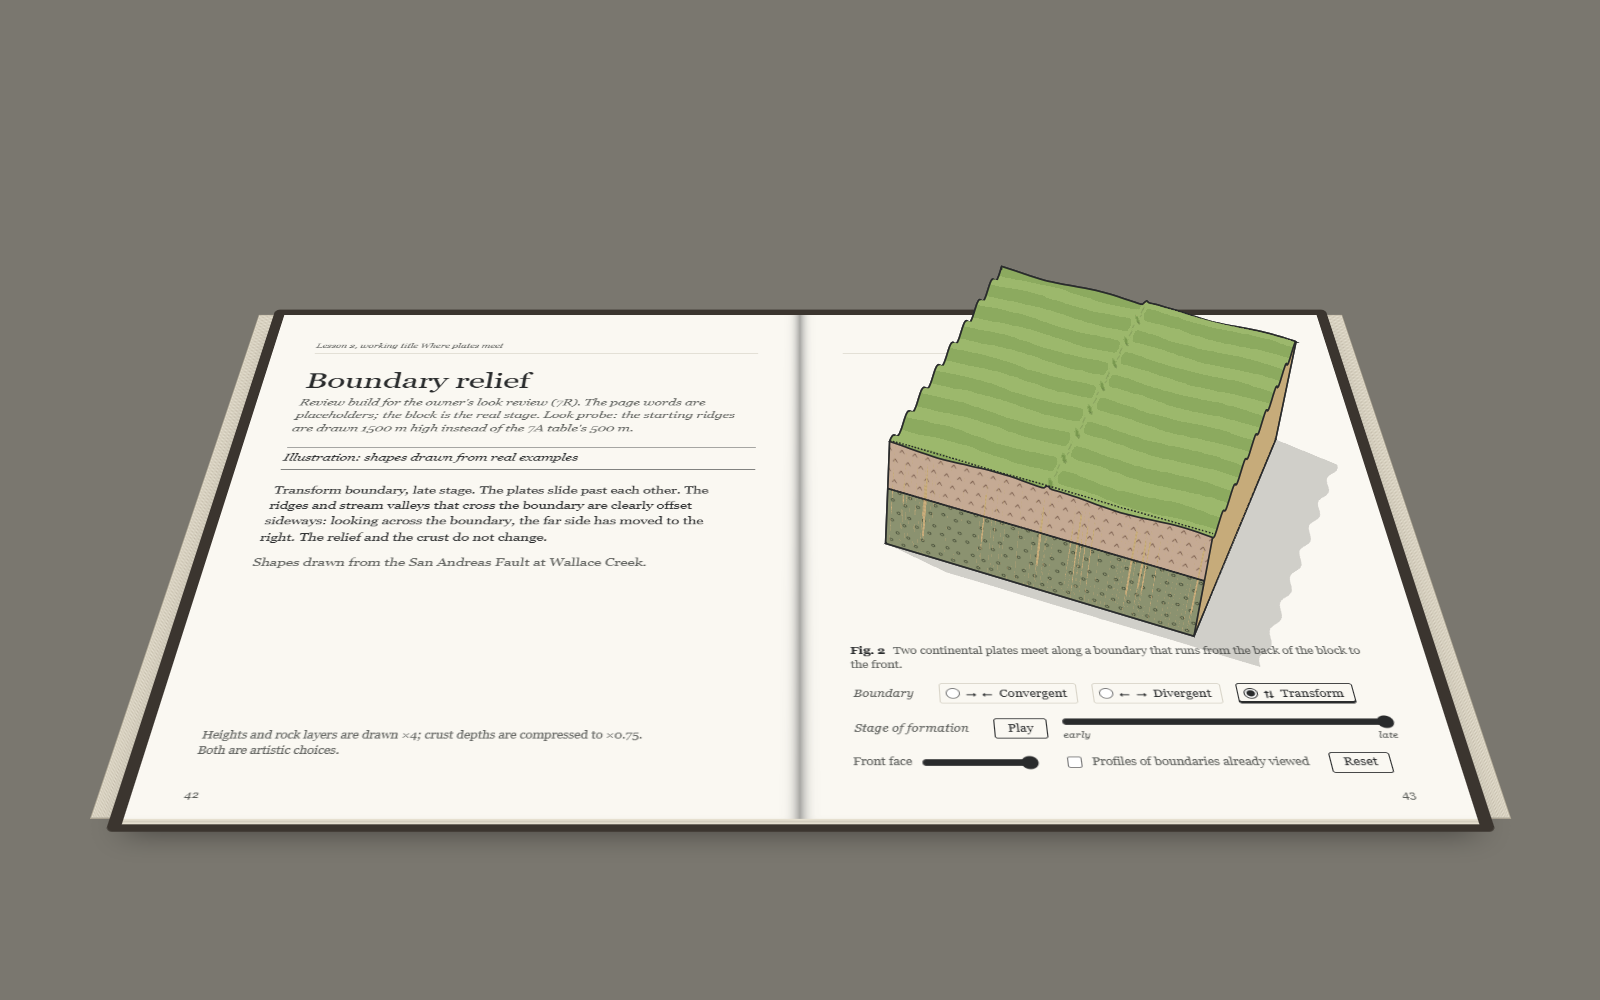 Lesson 2, working title Where plates meet
Boundary relief
Review build for the owner's look review (7R). The page words are
placeholders; the block is the real stage. Look probe: the starting ridges
are drawn 1500 m high instead of the 7A table's 500 m.
Illustration: shapes drawn from real examples
Transform boundary, late stage. The plates slide past each other. The
ridges and stream valleys that cross the boundary are clearly offset
sideways: looking across the boundary, the far side has moved to the
right. The relief and the crust do not change.
Shapes drawn from the San Andreas Fault at Wallace Creek.
Heights and rock layers are drawn ×4; crust depths are compressed to ×0.75.
Both are artistic choices.
42
Fig. 2 Two continental plates meet along a boundary that runs from the back of the block to
the front.
Boundary → ← Convergent ← → Divergent ⇅ Transform
Stage of formation Play early late
Front face Profiles of boundaries already viewed Reset
43